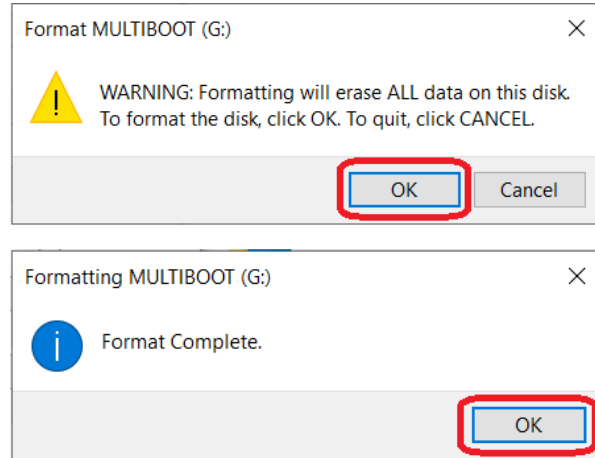 Format MULTIBOOT (G:)
WARNING: Formatting will erase ALL data on this disk.
To format the disk, click OK. To quit, click CANCEL.
OK Cancel
Formatting MULTIBOOT (G:)
Format Complete.
OK